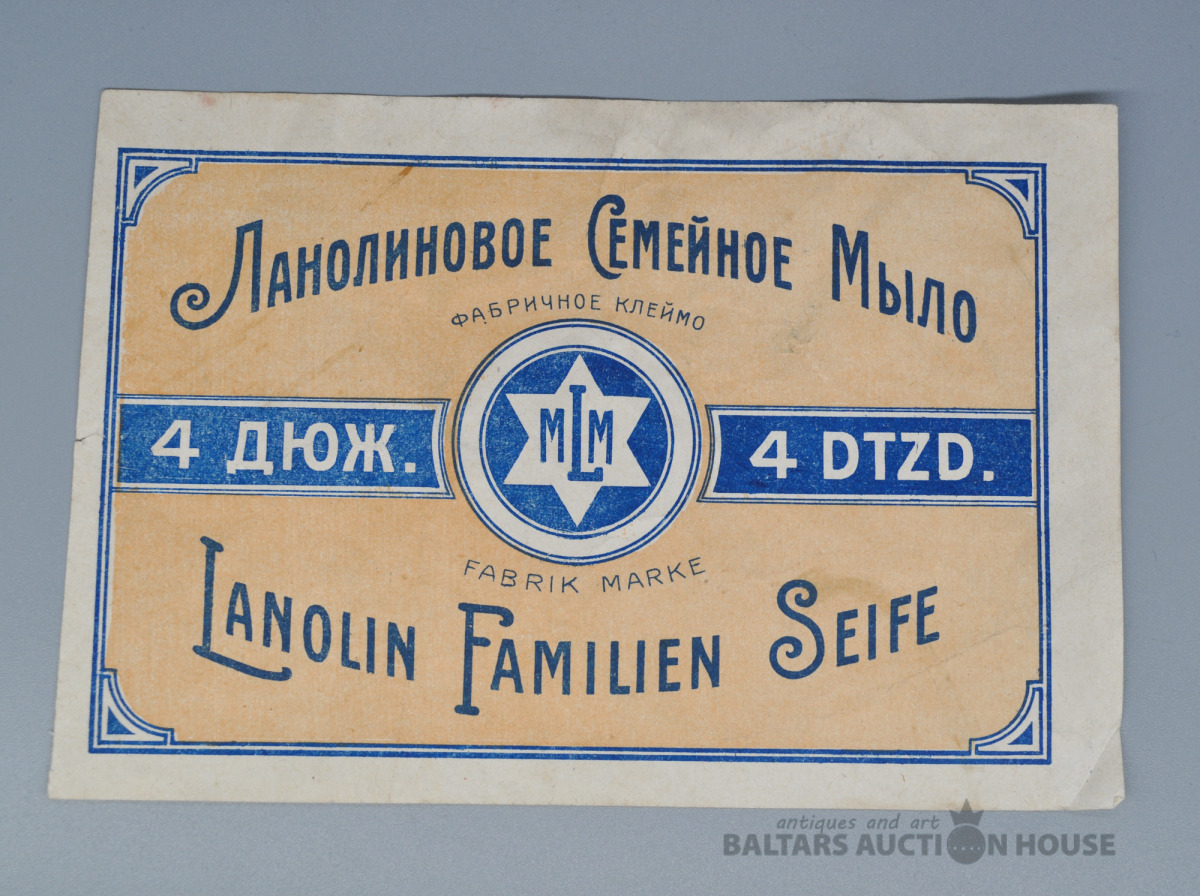 Ланолиновое Семейное Мыло
ФАБРИЧНОЕ КЛЕЙМО
4 ДЮЖ.
MLM
4 DTZD.
FABRIK MARKE
LANOLIN FAMILIEN SEIFE
antiques and art
BALTARS AUCTION HOUSE